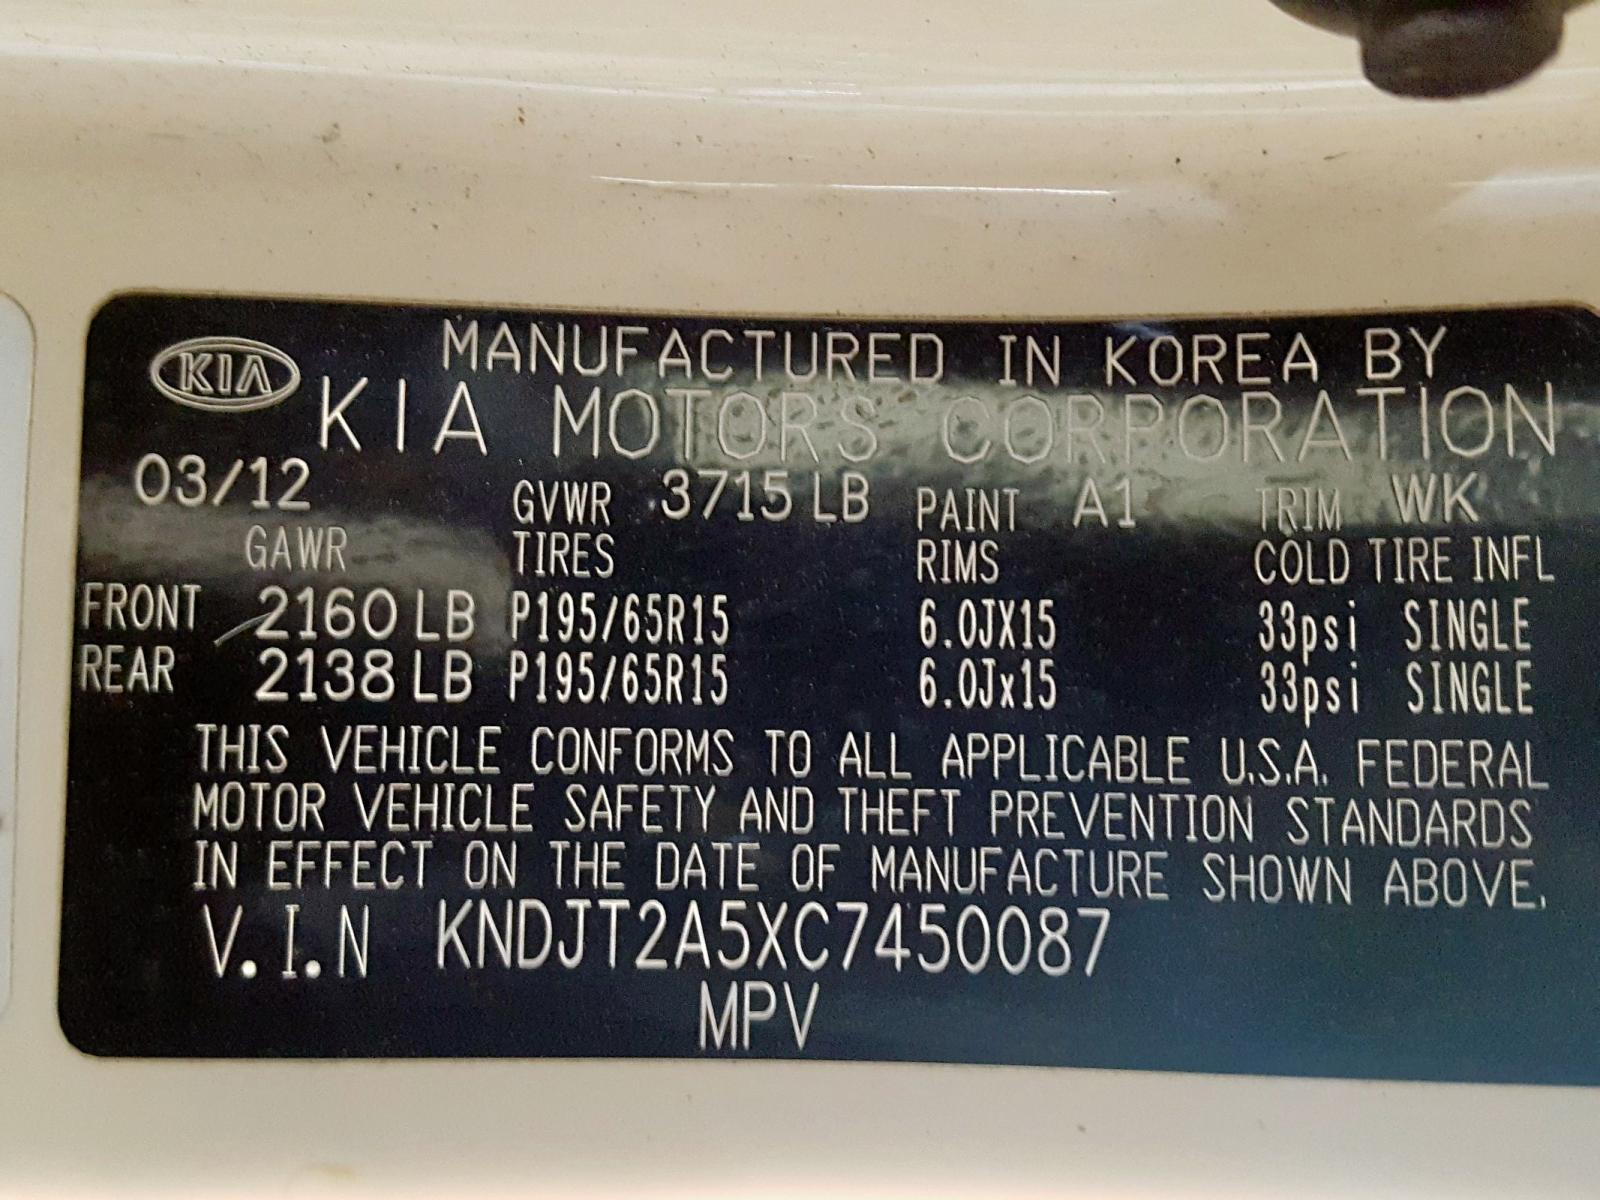 KIA
MANUFACTURED IN KOREA BY
KIA MOTORS CORPORATION
03/12 GVWR 3715 LB PAINT A1 TRIM WK
GAWR TIRES RIMS COLD TIRE INFL
FRONT 2160 LB P195/65R15 6.0JX15 33psi SINGLE
REAR 2138 LB P195/65R15 6.0Jx15 33psi SINGLE
THIS VEHICLE CONFORMS TO ALL APPLICABLE U.S.A. FEDERAL
MOTOR VEHICLE SAFETY AND THEFT PREVENTION STANDARDS
IN EFFECT ON THE DATE OF MANUFACTURE SHOWN ABOVE.
V.I.N KNDJT2A5XC7450087
MPV